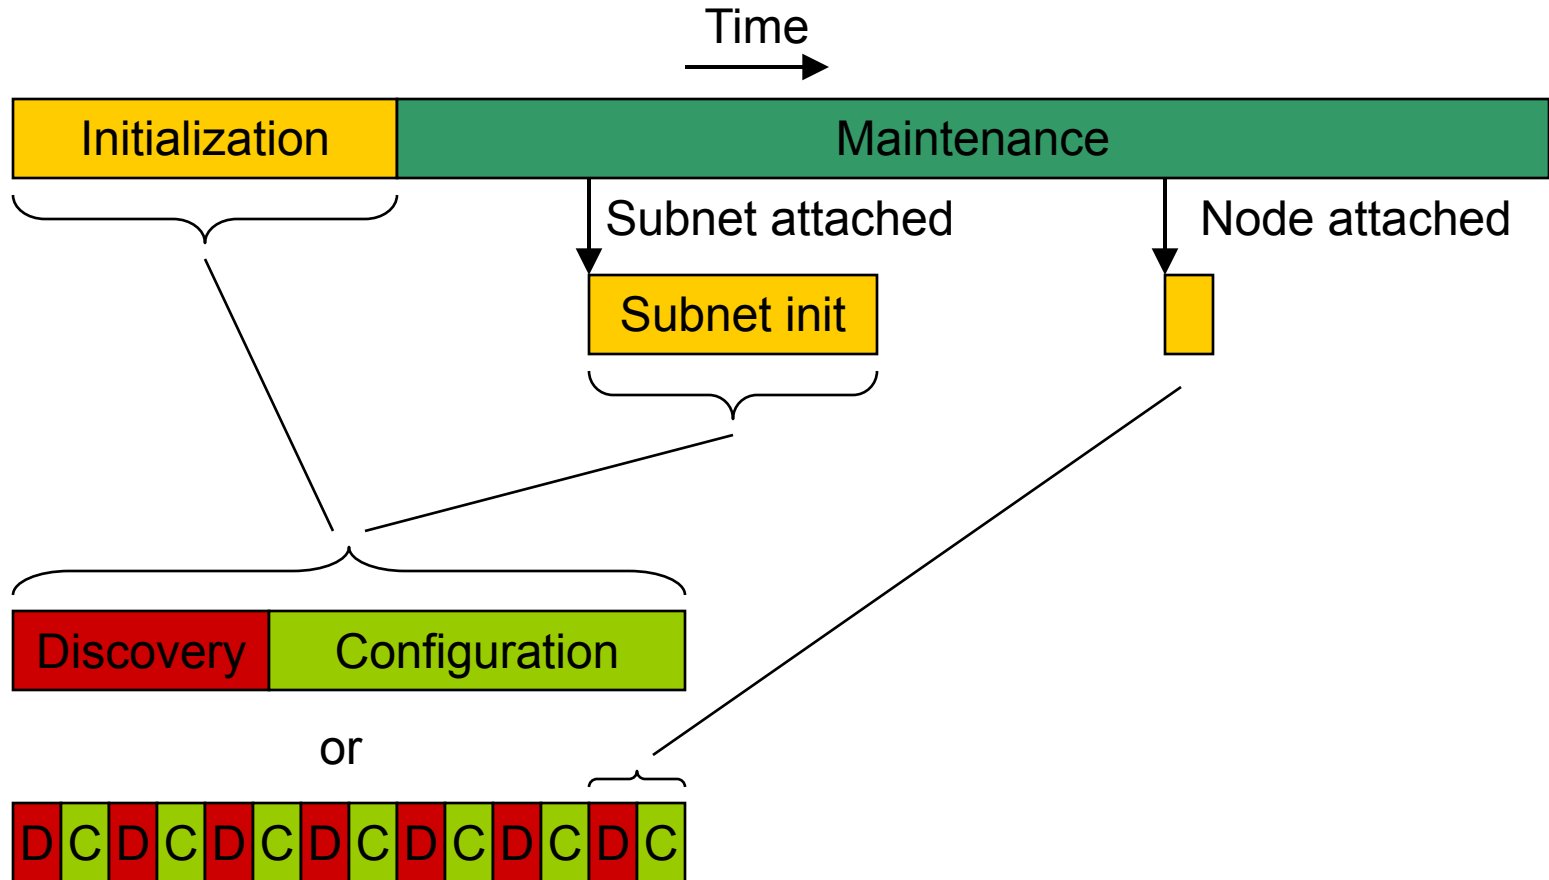 Time
Initialization Maintenance
Subnet attached Node attached
Subnet init
Discovery Configuration
or
D C D C D C D C D C D C D C